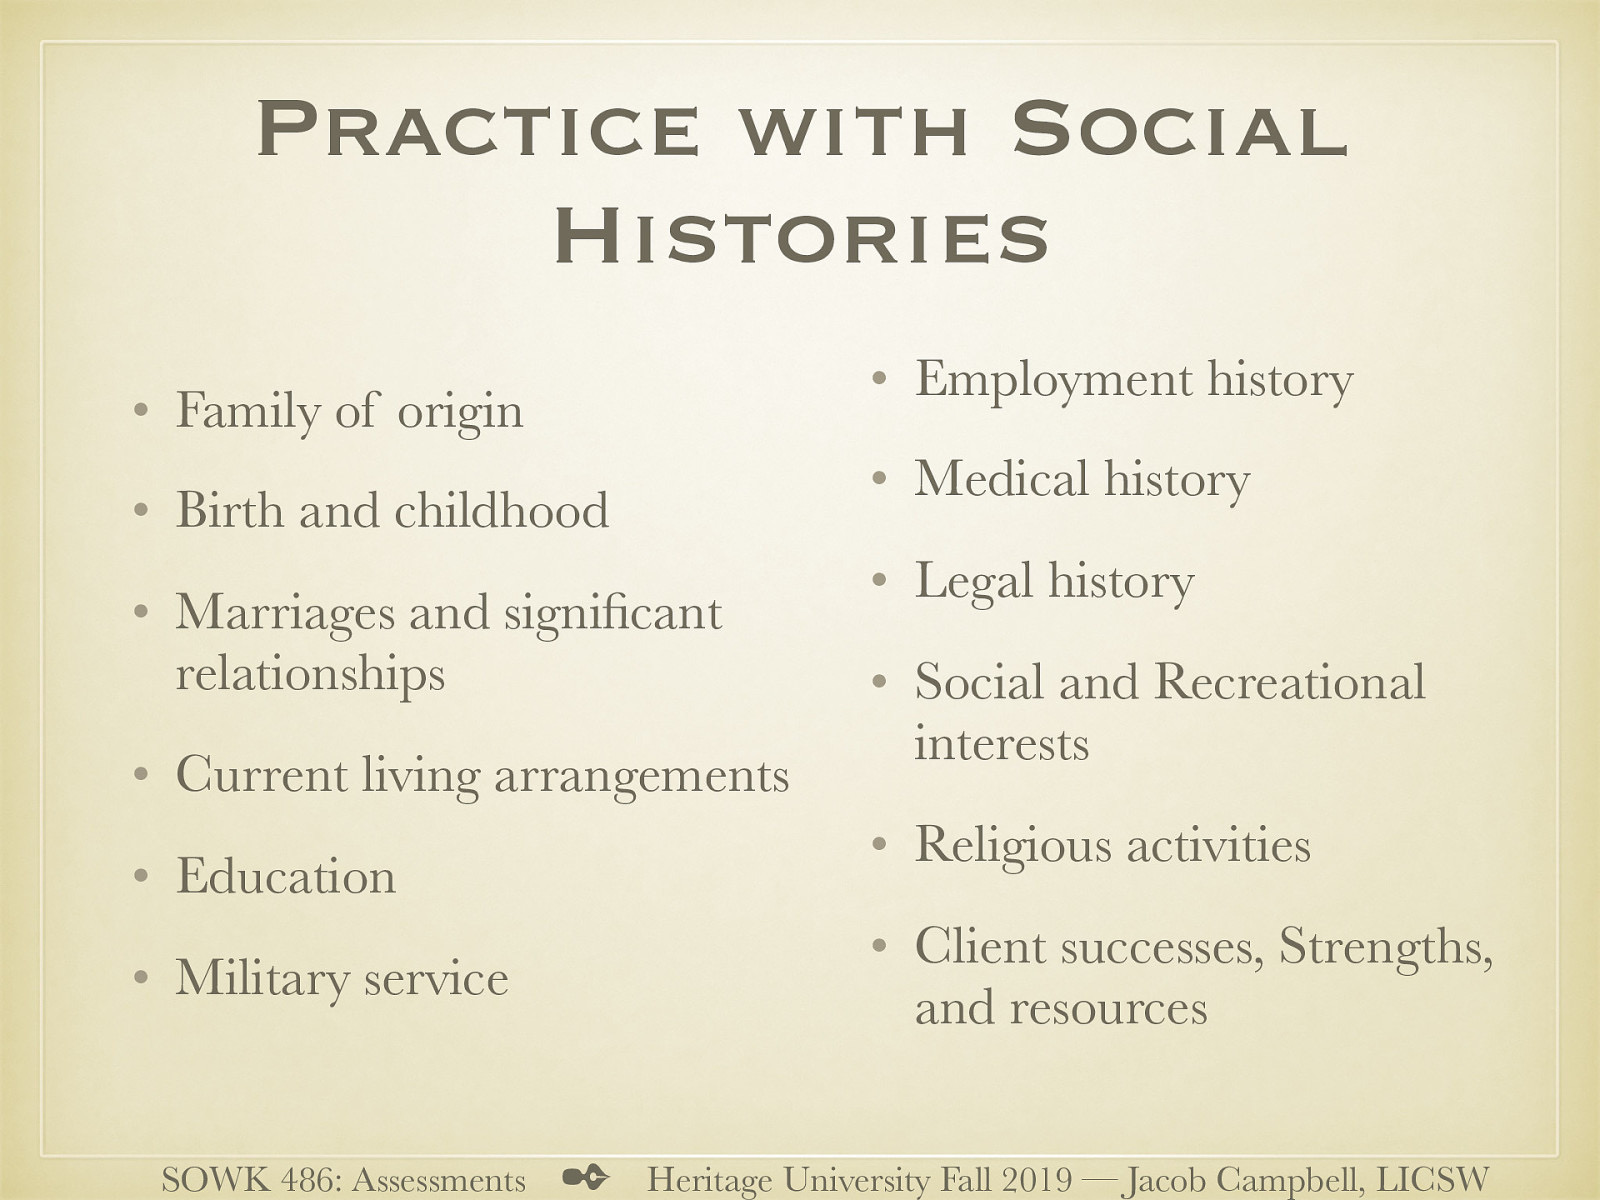 PRACTICE WITH SOCIAL
HISTORIES
• Family of origin
• Birth and childhood
• Marriages and significant
relationships
• Current living arrangements
• Education
• Military service
• Employment history
• Medical history
• Legal history
• Social and Recreational
interests
• Religious activities
• Client successes, Strengths,
and resources
SOWK 486: Assessments ✒ Heritage University Fall 2019 — Jacob Campbell, LICSW